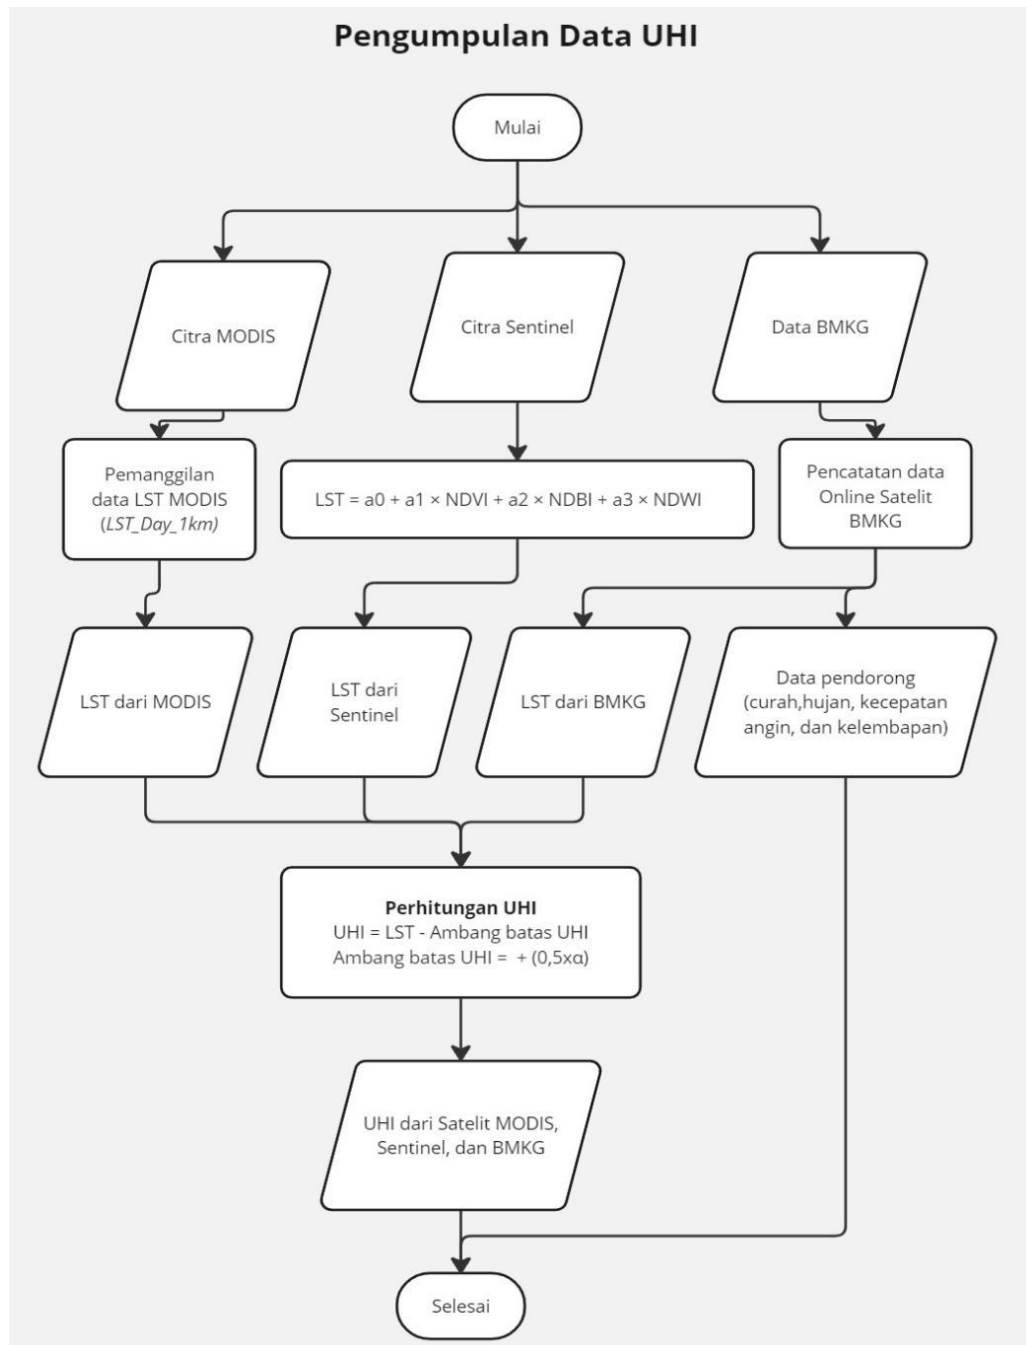 Pengumpulan Data UHI
Mulai
Citra MODIS
Citra Sentinel
Data BMKG
Pemanggilan
data LST MODIS
(LST_Day_1km)
LST = a0 + a1 × NDVI + a2 × NDBI + a3 × NDWI
Pencatatan data
Online Satelit
BMKG
LST dari MODIS
LST dari
Sentinel
LST dari BMKG
Data pendorong
(curah,hujan, kecepatan
angin, dan kelembapan)
Perhitungan UHI
UHI = LST - Ambang batas UHI
Ambang batas UHI =  + (0,5xα)
UHI dari Satelit MODIS,
Sentinel, dan BMKG
Selesai